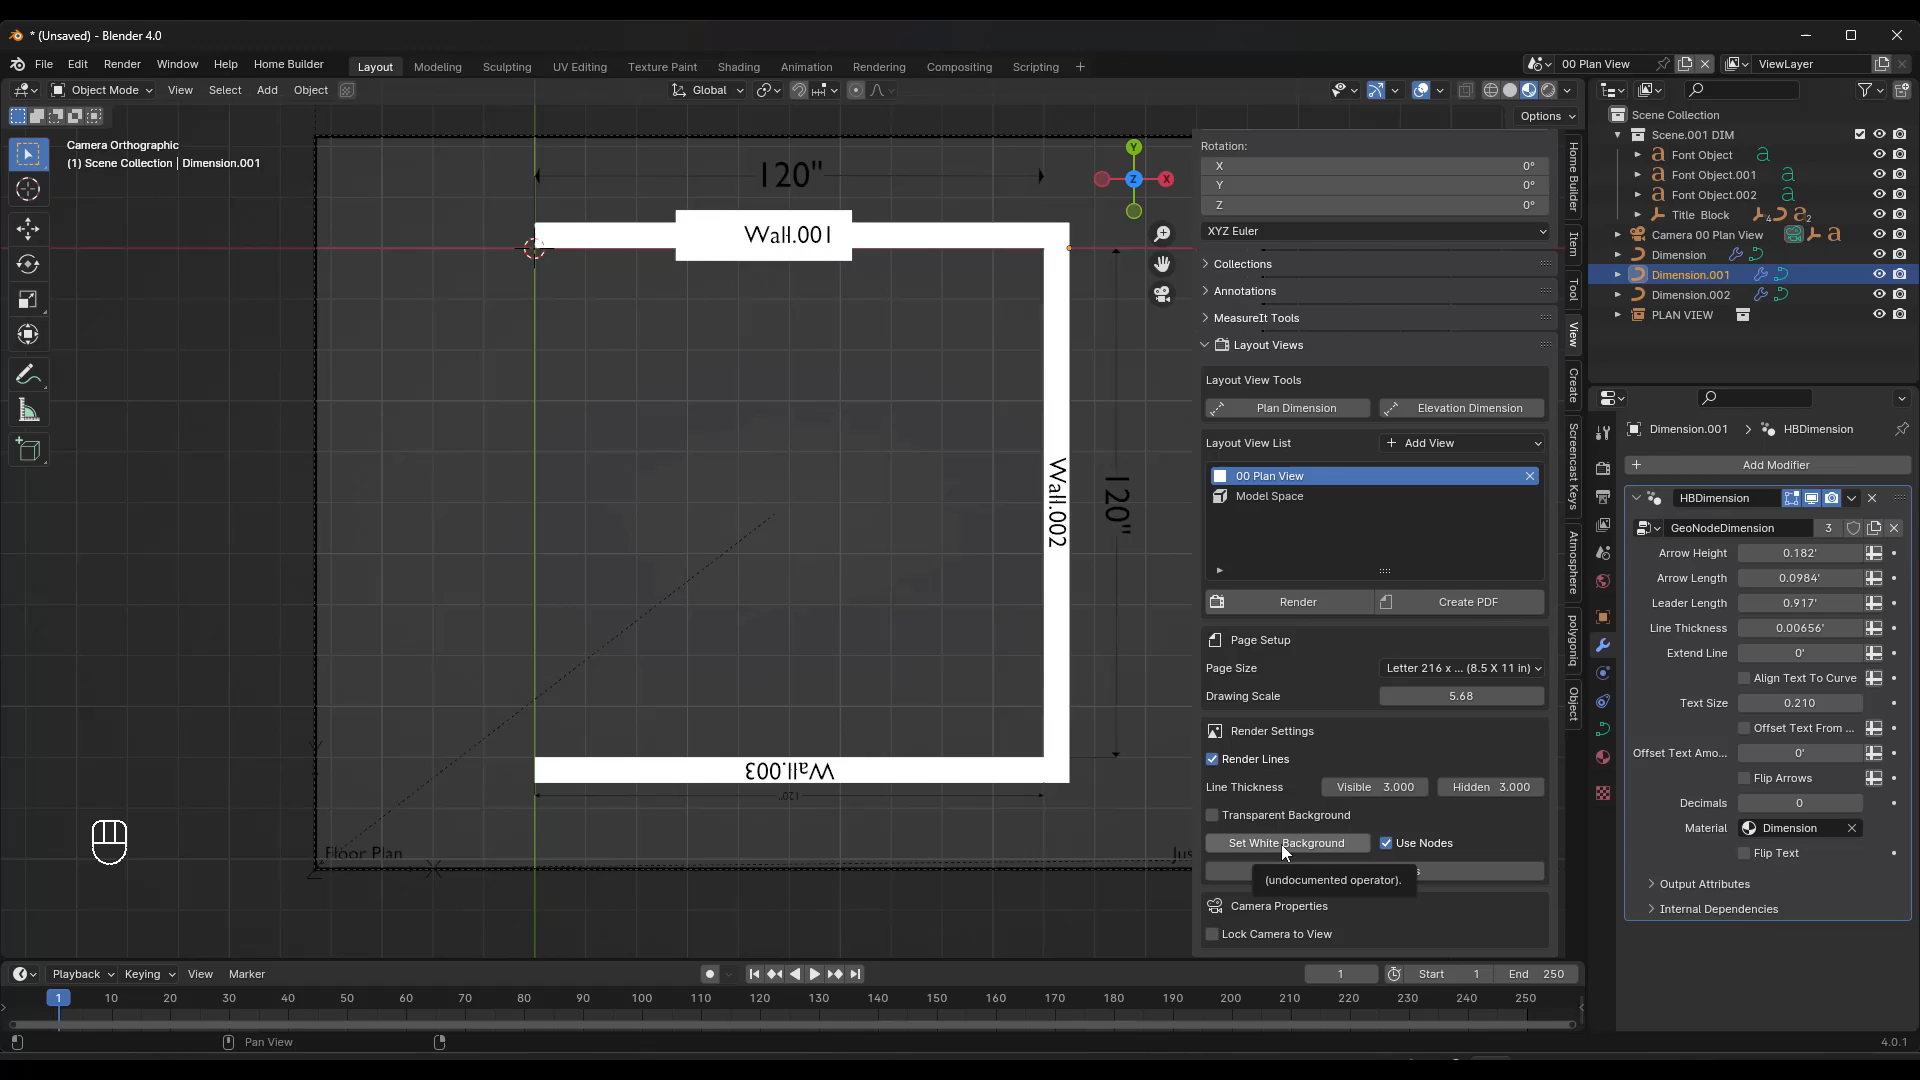 * (Unsaved) - Blender 4.0
File Edit Render Window Help Home Builder
Layout Modeling Sculpting UV Editing Texture Paint Shading Animation Rendering Compositing Scripting +
00 Plan View
ViewLayer
Object Mode View Select Add Object
Global
Options
Camera Orthographic
(1) Scene Collection | Dimension.001
Y
X
Z
120"
Wall.001
Wall.002
120"
Wall.003
120"
Floor Plan
Jus
Rotation:
X 0°
Y 0°
Z 0°
XYZ Euler
Collections
Annotations
MeasureIt Tools
Layout Views
Layout View Tools
Plan Dimension
Elevation Dimension
Layout View List
Add View
00 Plan View
Model Space
Render
Create PDF
Page Setup
Page Size
Letter 216 x ... (8.5 X 11 in)
Drawing Scale
5.68
Render Settings
Render Lines
Line Thickness
Visible 3.000
Hidden 3.000
Transparent Background
Set White Background
Use Nodes
(undocumented operator).
Camera Properties
Lock Camera to View
Home Builder
Item
Tool
View
Create
Screencast Keys
Atmosphere
polygoniq
Object
Scene Collection
Scene.001 DIM
Font Object
Font Object.001
Font Object.002
Title Block
4
2
Camera 00 Plan View
Dimension
Dimension.001
Dimension.002
PLAN VIEW
Dimension.001 > HBDimension
Add Modifier
HBDimension
GeoNodeDimension 3
Arrow Height 0.182'
Arrow Length 0.0984'
Leader Length 0.917'
Line Thickness 0.00656'
Extend Line 0'
Align Text To Curve
Text Size 0.210
Offset Text From ...
Offset Text Amo... 0'
Flip Arrows
Decimals 0
Material Dimension
Flip Text
Output Attributes
Internal Dependencies
Playback Keying View Marker
1
Start 1
End 250
1 10 20 30 40 50 60 70 80 90 100 110 120 130 140 150 160 170 180 190 200 210 220 230 240 250
Pan View
4.0.1